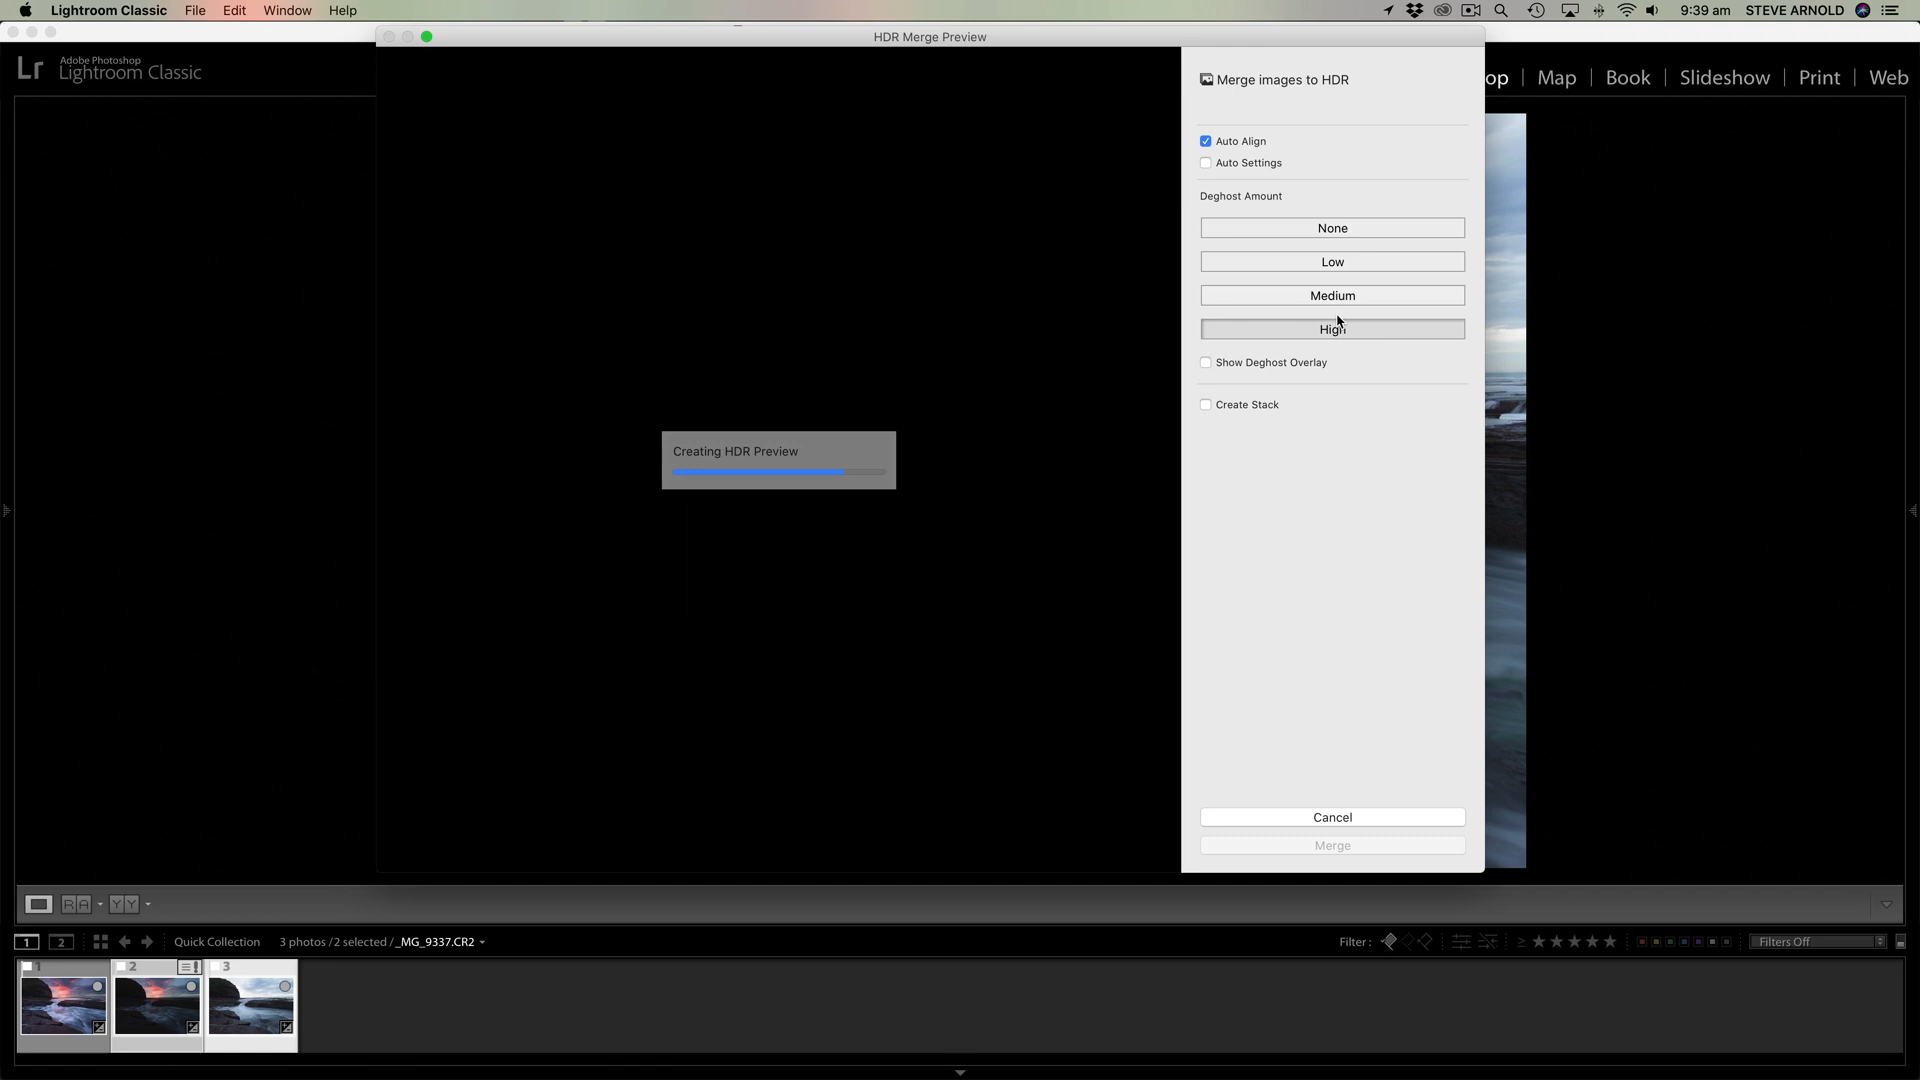 Lightroom Classic File Edit Window Help 9:39 am STEVE ARNOLD
HDR Merge Preview
Lr Adobe Photoshop
Lightroom Classic
op | Map | Book | Slideshow | Print | Web
Merge images to HDR
Auto Align
Auto Settings
Deghost Amount
None
Low
Medium
High
Show Deghost Overlay
Create Stack
Creating HDR Preview
Cancel
Merge
R A Y Y
1 2 Quick Collection 3 photos /2 selected /_MG_9337.CR2 Filter : ≥ ★★★★★ Filters Off
1 2 3